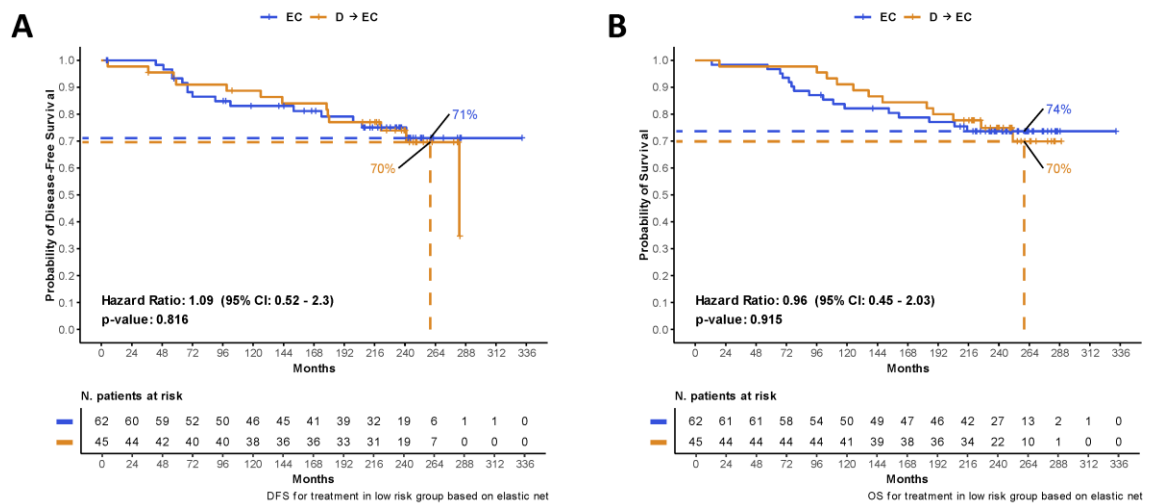 A
EC D → EC
Probability of Disease-Free Survival
1.0
0.9
0.8
0.7
0.6
0.5
0.4
0.3
0.2
0.1
0.0
71%
70%
Hazard Ratio: 1.09 (95% CI: 0.52 - 2.3)
p-value: 0.816
0 24 48 72 96 120 144 168 192 216 240 264 288 312 336
Months
N. patients at risk
62 60 59 52 50 46 45 41 39 32 19 6 1 1 0
45 44 42 40 40 38 36 36 33 31 19 7 0 0 0
0 24 48 72 96 120 144 168 192 216 240 264 288 312 336
Months
DFS for treatment in low risk group based on elastic net
B
EC D → EC
Probability of Survival
1.0
0.9
0.8
0.7
0.6
0.5
0.4
0.3
0.2
0.1
0.0
74%
70%
Hazard Ratio: 0.96 (95% CI: 0.45 - 2.03)
p-value: 0.915
0 24 48 72 96 120 144 168 192 216 240 264 288 312 336
Months
N. patients at risk
62 61 61 58 54 50 49 47 46 42 27 13 2 1 0
45 44 44 44 44 41 39 38 36 34 22 10 1 0 0
0 24 48 72 96 120 144 168 192 216 240 264 288 312 336
Months
OS for treatment in low risk group based on elastic net